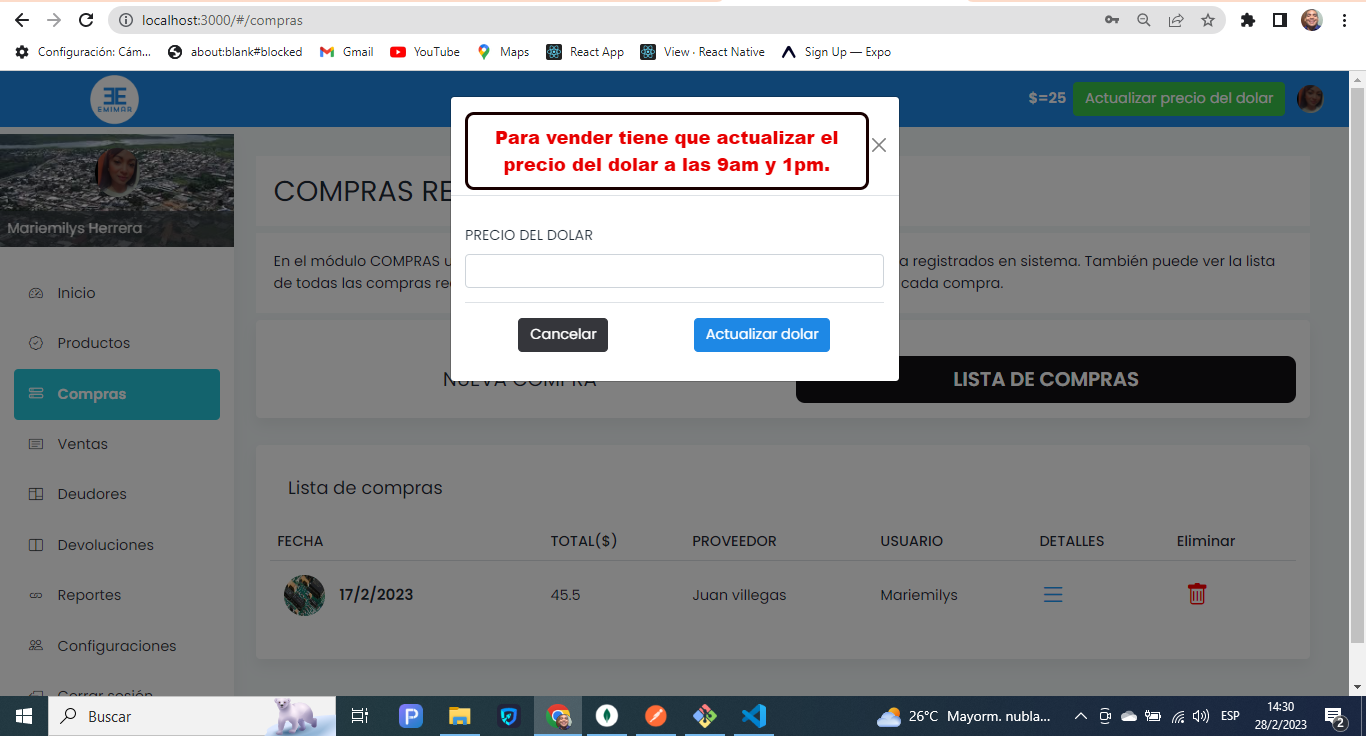 localhost:3000/#/compras
Configuración: Cám...
about:blank#blocked
Gmail
YouTube
Maps
React App
View · React Native
Sign Up — Expo
EMIMAR
$=25
Actualizar precio del dolar
Para vender tiene que actualizar el
precio del dolar a las 9am y 1pm.
PRECIO DEL DOLAR
Cancelar
Actualizar dolar
Mariemilys Herrera
Inicio
Productos
Compras
Ventas
Deudores
Devoluciones
Reportes
Configuraciones
Cerrar sesión
COMPRAS RE
En el módulo COMPRAS u
a registrados en sistema. También puede ver la lista
de todas las compras re
cada compra.
NUEVA COMPRA
LISTA DE COMPRAS
Lista de compras
FECHA TOTAL($) PROVEEDOR USUARIO DETALLES Eliminar
17/2/2023 45.5 Juan villegas Mariemilys
Buscar
26°C Mayorm. nubla...
ESP
14:30
28/2/2023
2